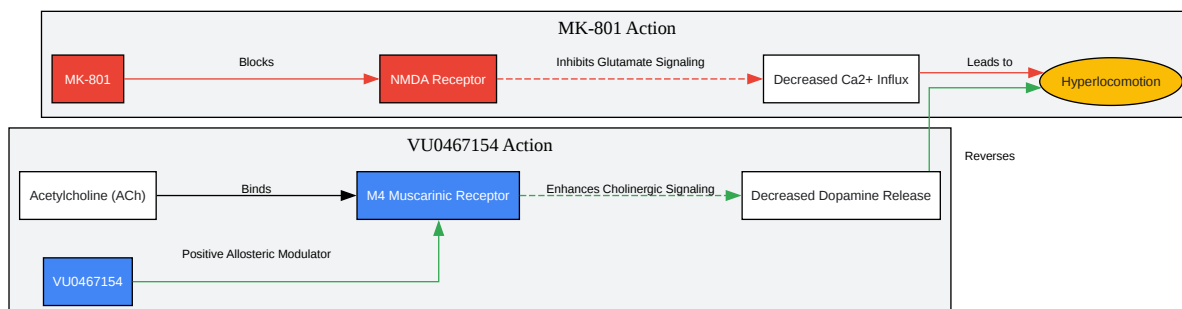 MK-801 Action
MK-801
Blocks
NMDA Receptor
Inhibits Glutamate Signaling
Decreased Ca2+ Influx
Leads to
Hyperlocomotion
VU0467154 Action
Reverses
Acetylcholine (ACh)
Binds
M4 Muscarinic Receptor
Enhances Cholinergic Signaling
Decreased Dopamine Release
Positive Allosteric Modulator
VU0467154